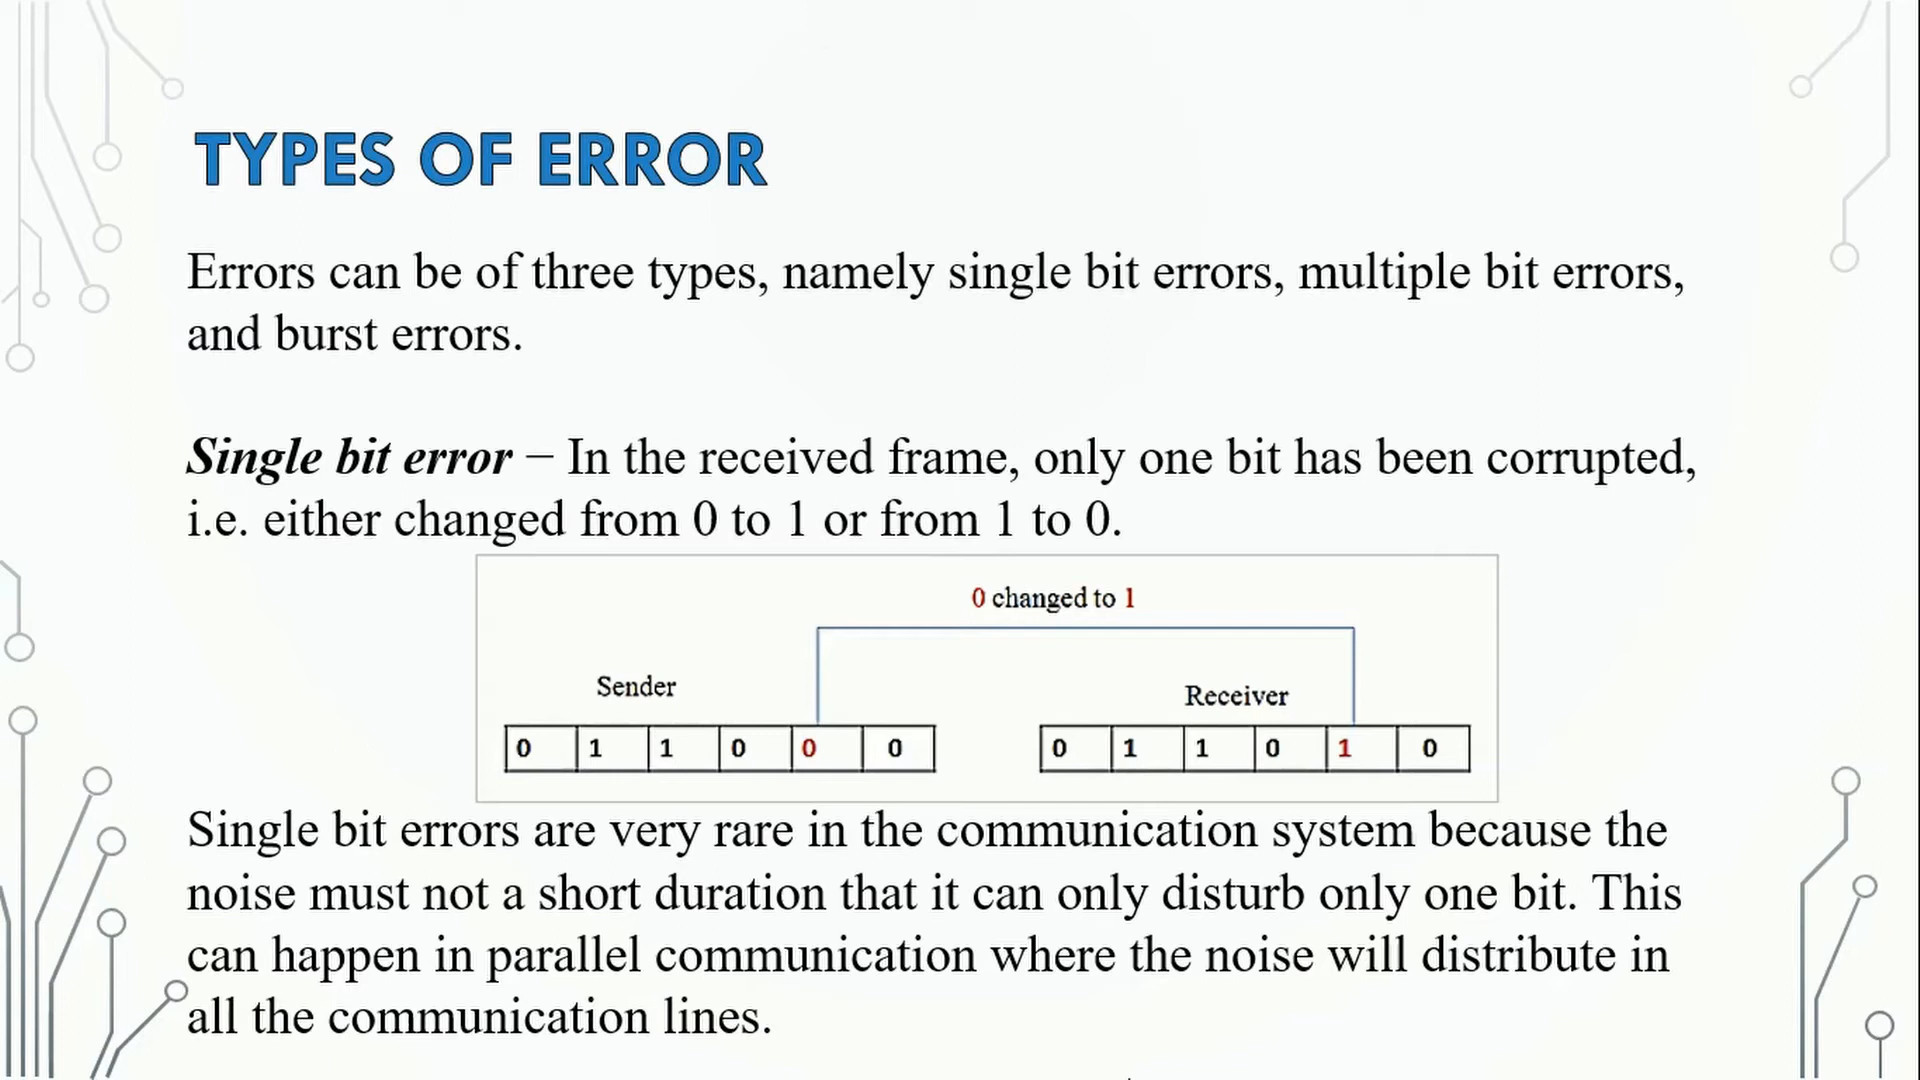 TYPES OF ERROR
Errors can be of three types, namely single bit errors, multiple bit errors,
and burst errors.
Single bit error – In the received frame, only one bit has been corrupted,
i.e. either changed from 0 to 1 or from 1 to 0.
0 changed to 1
Sender
Receiver
0 1 1 0 0 0
0 1 1 0 1 0
Single bit errors are very rare in the communication system because the
noise must not a short duration that it can only disturb only one bit. This
can happen in parallel communication where the noise will distribute in
all the communication lines.